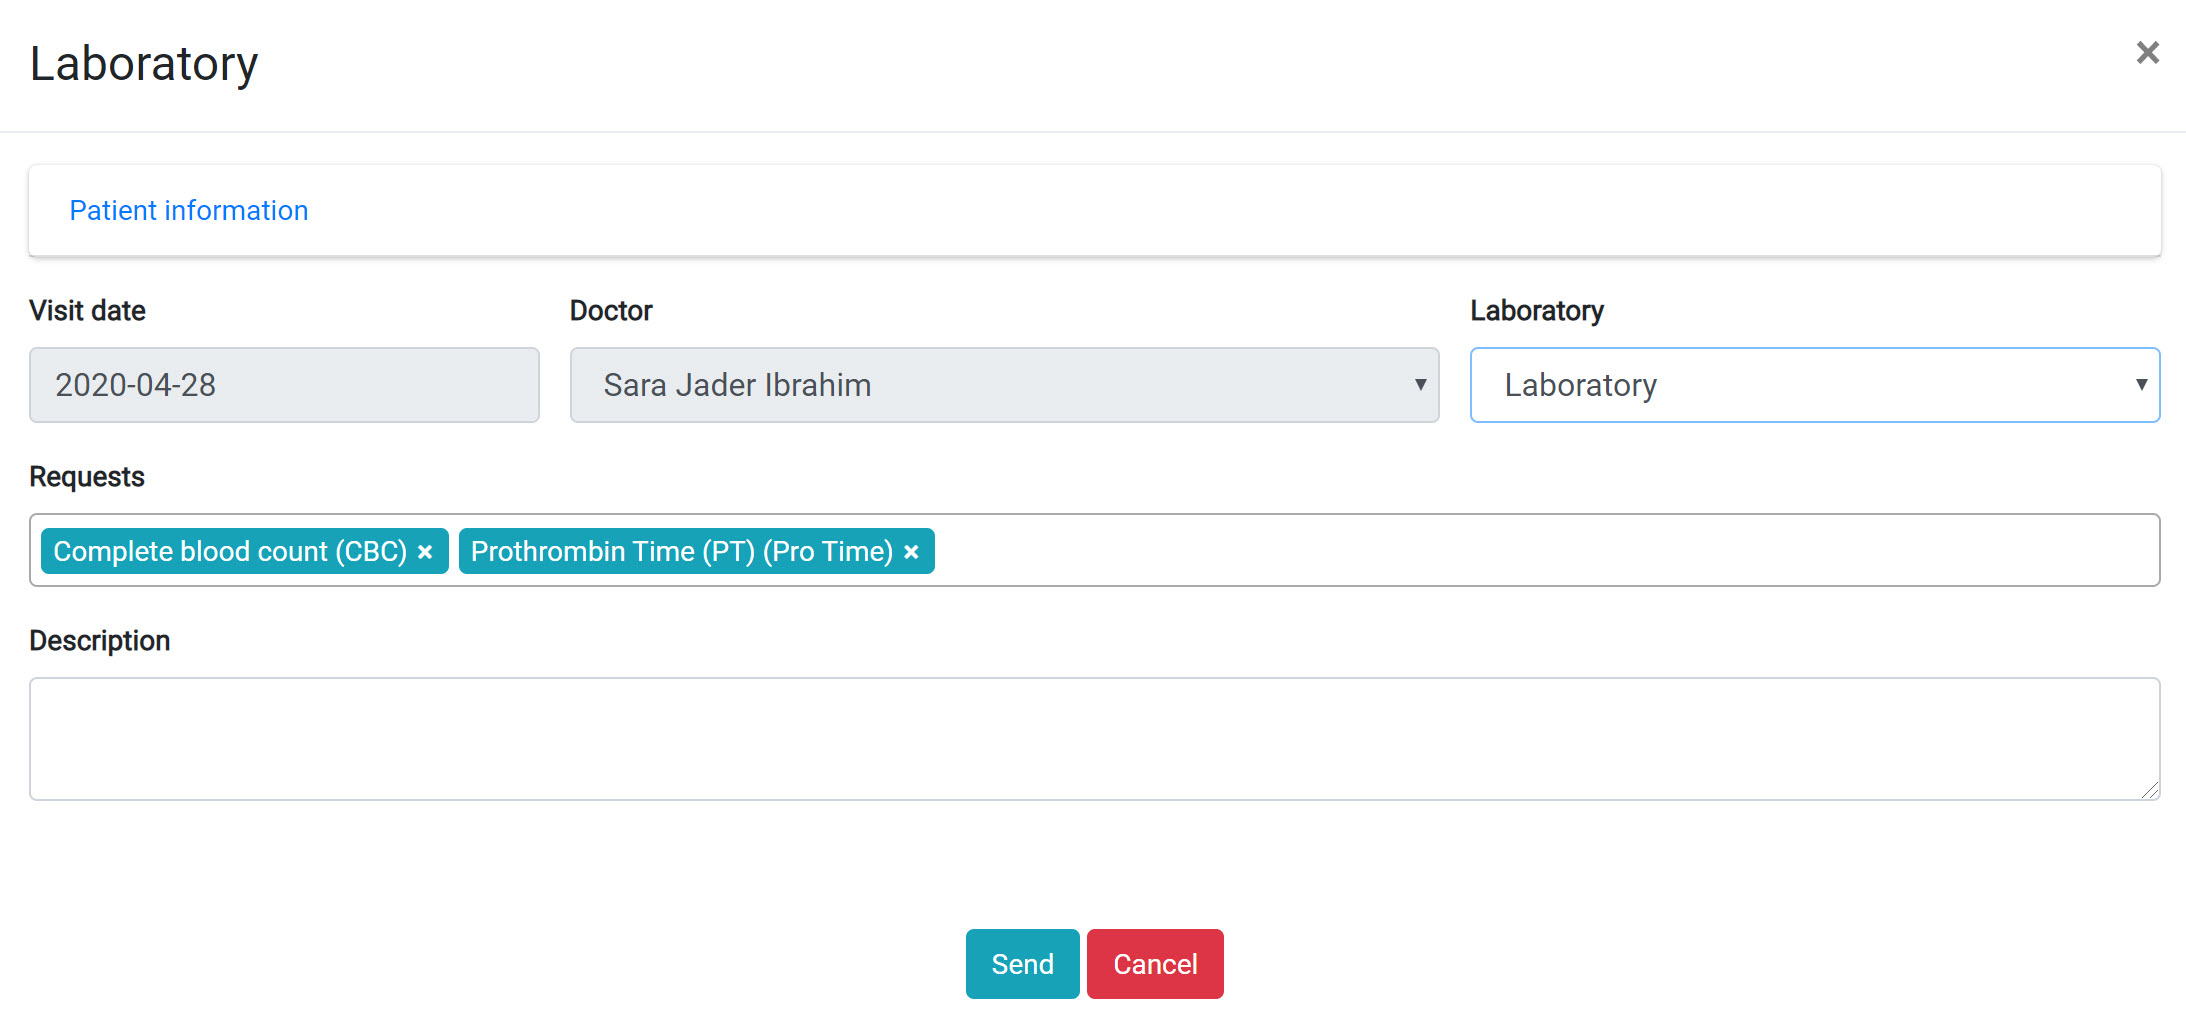 Laboratory ×
Patient information
Visit date Doctor Laboratory
2020-04-28 Sara Jader Ibrahim ▼ Laboratory ▼
Requests
Complete blood count (CBC) × Prothrombin Time (PT) (Pro Time) ×
Description
Send Cancel